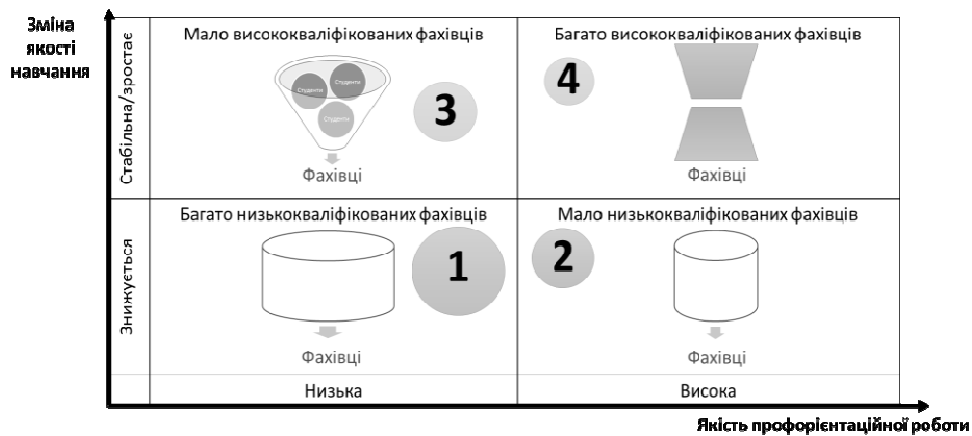 Зміна
якості
навчання
Стабільна/зростає
Мало висококваліфікованих фахівців
Студенти
Студенти
Студенти
3
Фахівці
Багато висококваліфікованих фахівців
4
Фахівці
Знижується
Багато низькокваліфікованих фахівців
1
Фахівці
Мало низькокваліфікованих фахівців
2
Фахівці
Низька
Висока
Якість профорієнтаційної роботи